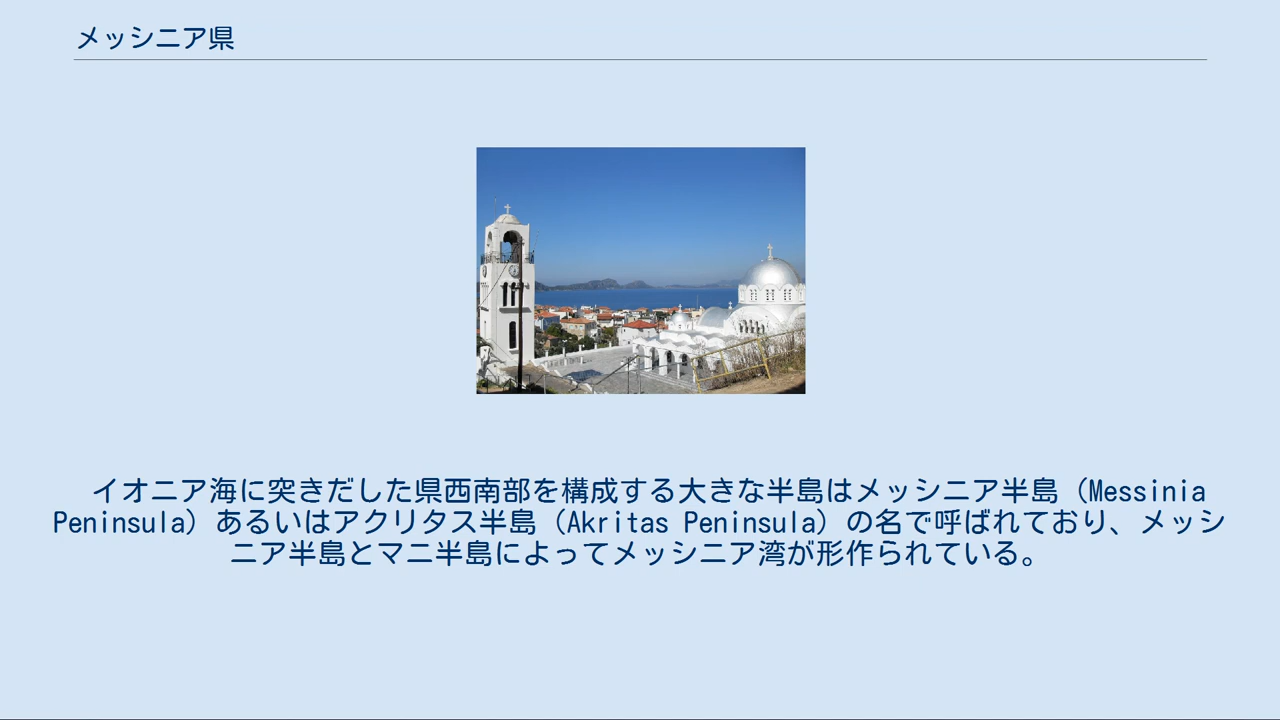 メッシニア県
イオニア海に突きだした県西南部を構成する大きな半島はメッシニア半島（Messinia
Peninsula）あるいはアクリタス半島（Akritas Peninsula）の名で呼ばれており、メッシ
ニア半島とマニ半島によってメッシニア湾が形作られている。